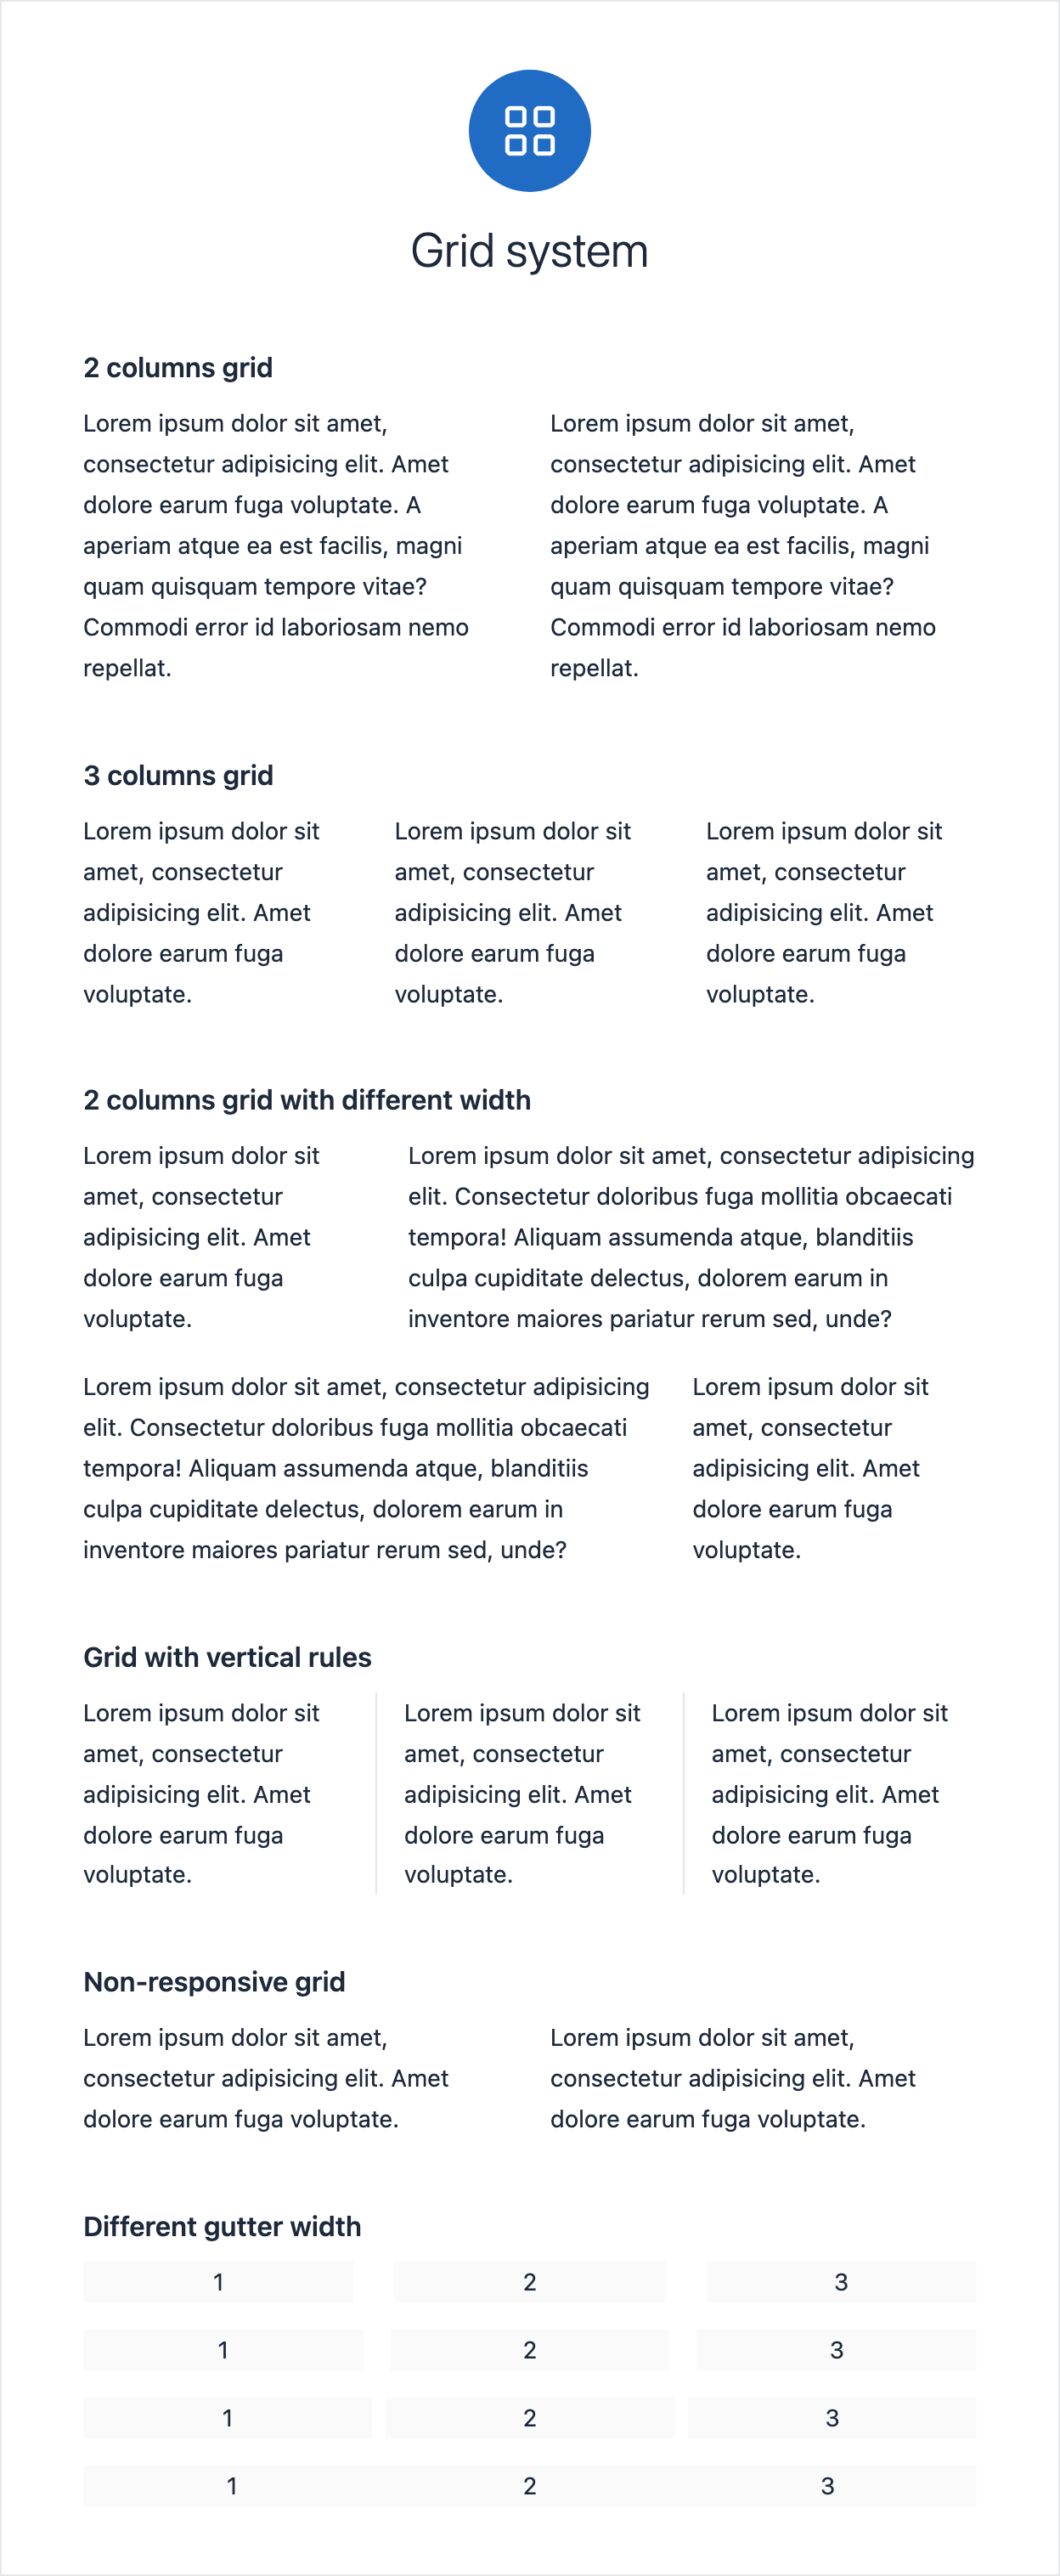 Grid system
2 columns grid
Lorem ipsum dolor sit amet,
consectetur adipisicing elit. Amet
dolore earum fuga voluptate. A
aperiam atque ea est facilis, magni
quam quisquam tempore vitae?
Commodi error id laboriosam nemo
repellat.
Lorem ipsum dolor sit amet,
consectetur adipisicing elit. Amet
dolore earum fuga voluptate. A
aperiam atque ea est facilis, magni
quam quisquam tempore vitae?
Commodi error id laboriosam nemo
repellat.
3 columns grid
Lorem ipsum dolor sit
amet, consectetur
adipisicing elit. Amet
dolore earum fuga
voluptate.
Lorem ipsum dolor sit
amet, consectetur
adipisicing elit. Amet
dolore earum fuga
voluptate.
Lorem ipsum dolor sit
amet, consectetur
adipisicing elit. Amet
dolore earum fuga
voluptate.
2 columns grid with different width
Lorem ipsum dolor sit
amet, consectetur
adipisicing elit. Amet
dolore earum fuga
voluptate.
Lorem ipsum dolor sit amet, consectetur adipisicing
elit. Consectetur doloribus fuga mollitia obcaecati
tempora! Aliquam assumenda atque, blanditiis
culpa cupiditate delectus, dolorem earum in
inventore maiores pariatur rerum sed, unde?
Lorem ipsum dolor sit amet, consectetur adipisicing
elit. Consectetur doloribus fuga mollitia obcaecati
tempora! Aliquam assumenda atque, blanditiis
culpa cupiditate delectus, dolorem earum in
inventore maiores pariatur rerum sed, unde?
Lorem ipsum dolor sit
amet, consectetur
adipisicing elit. Amet
dolore earum fuga
voluptate.
Grid with vertical rules
Lorem ipsum dolor sit
amet, consectetur
adipisicing elit. Amet
dolore earum fuga
voluptate.
Lorem ipsum dolor sit
amet, consectetur
adipisicing elit. Amet
dolore earum fuga
voluptate.
Lorem ipsum dolor sit
amet, consectetur
adipisicing elit. Amet
dolore earum fuga
voluptate.
Non-responsive grid
Lorem ipsum dolor sit amet,
consectetur adipisicing elit. Amet
dolore earum fuga voluptate.
Lorem ipsum dolor sit amet,
consectetur adipisicing elit. Amet
dolore earum fuga voluptate.
Different gutter width
1 2 3
1 2 3
1 2 3
1 2 3